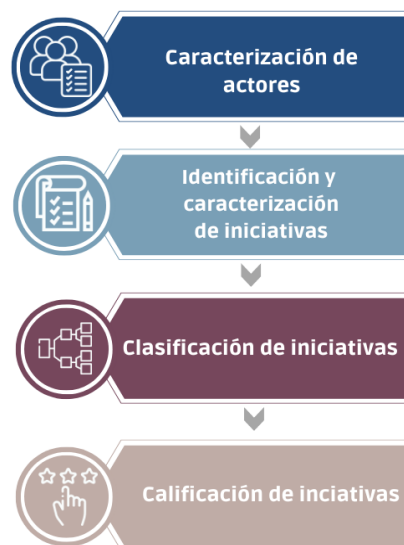 Caracterización de
actores
Identificación y
caracterización
de iniciativas
Clasificación de iniciativas
Calificación de inciativas